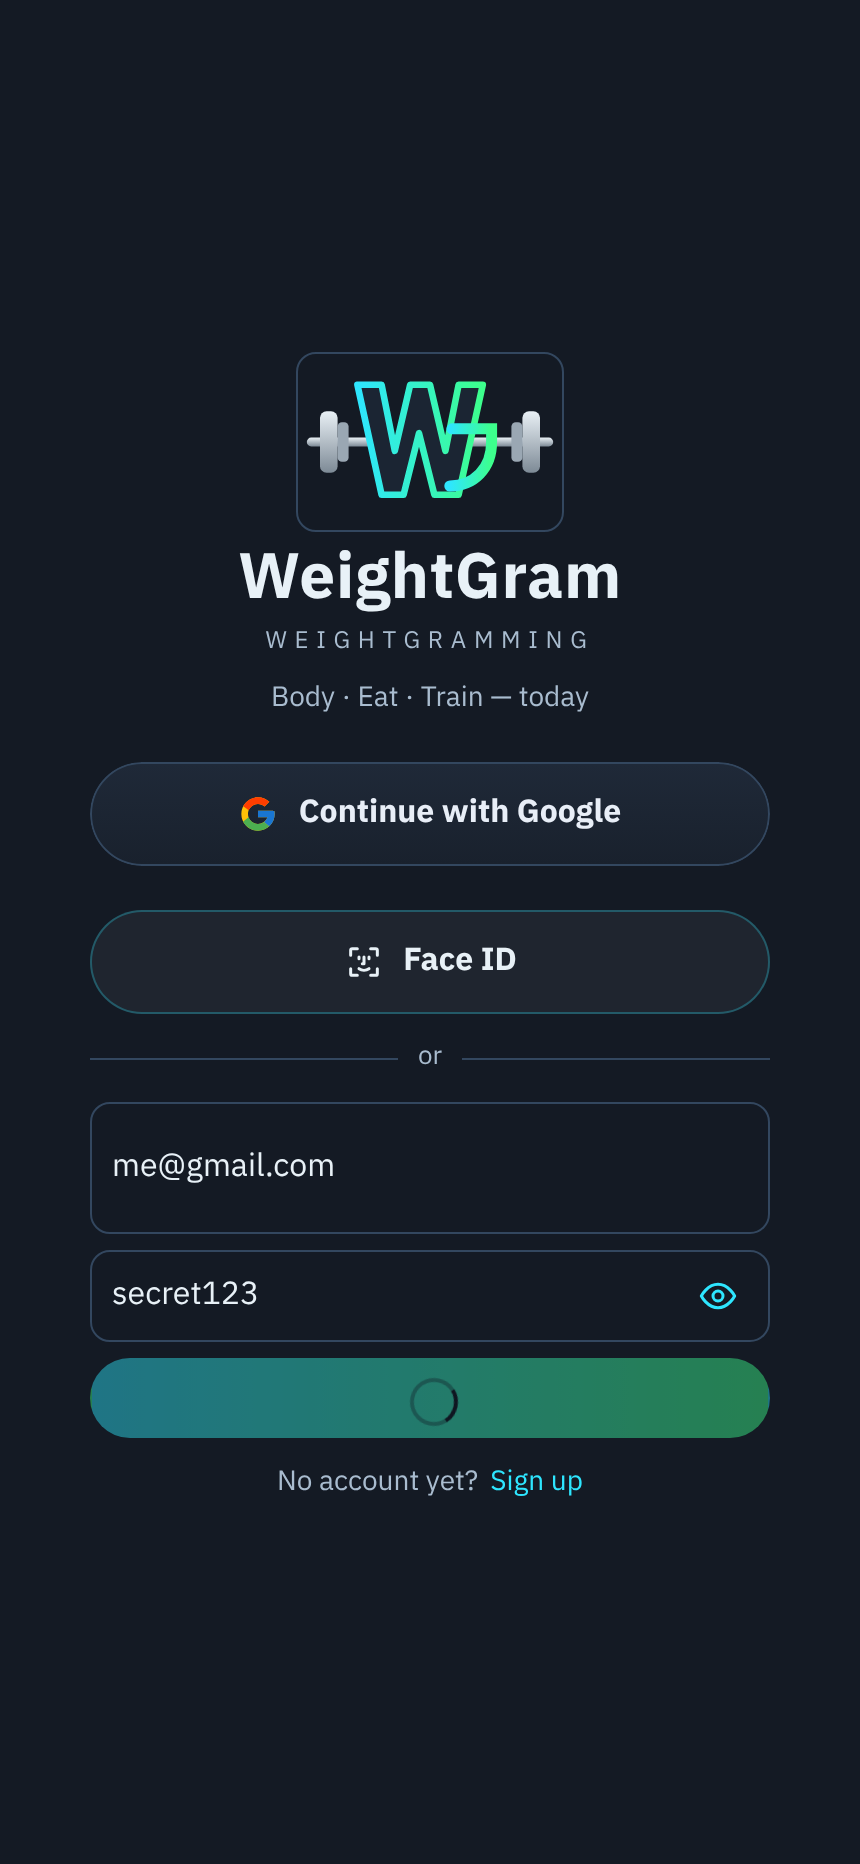 WeightGram
WEIGHTGRAMMING
Body · Eat · Train — today
Continue with Google
Face ID
or
me@gmail.com
secret123
No account yet? Sign up